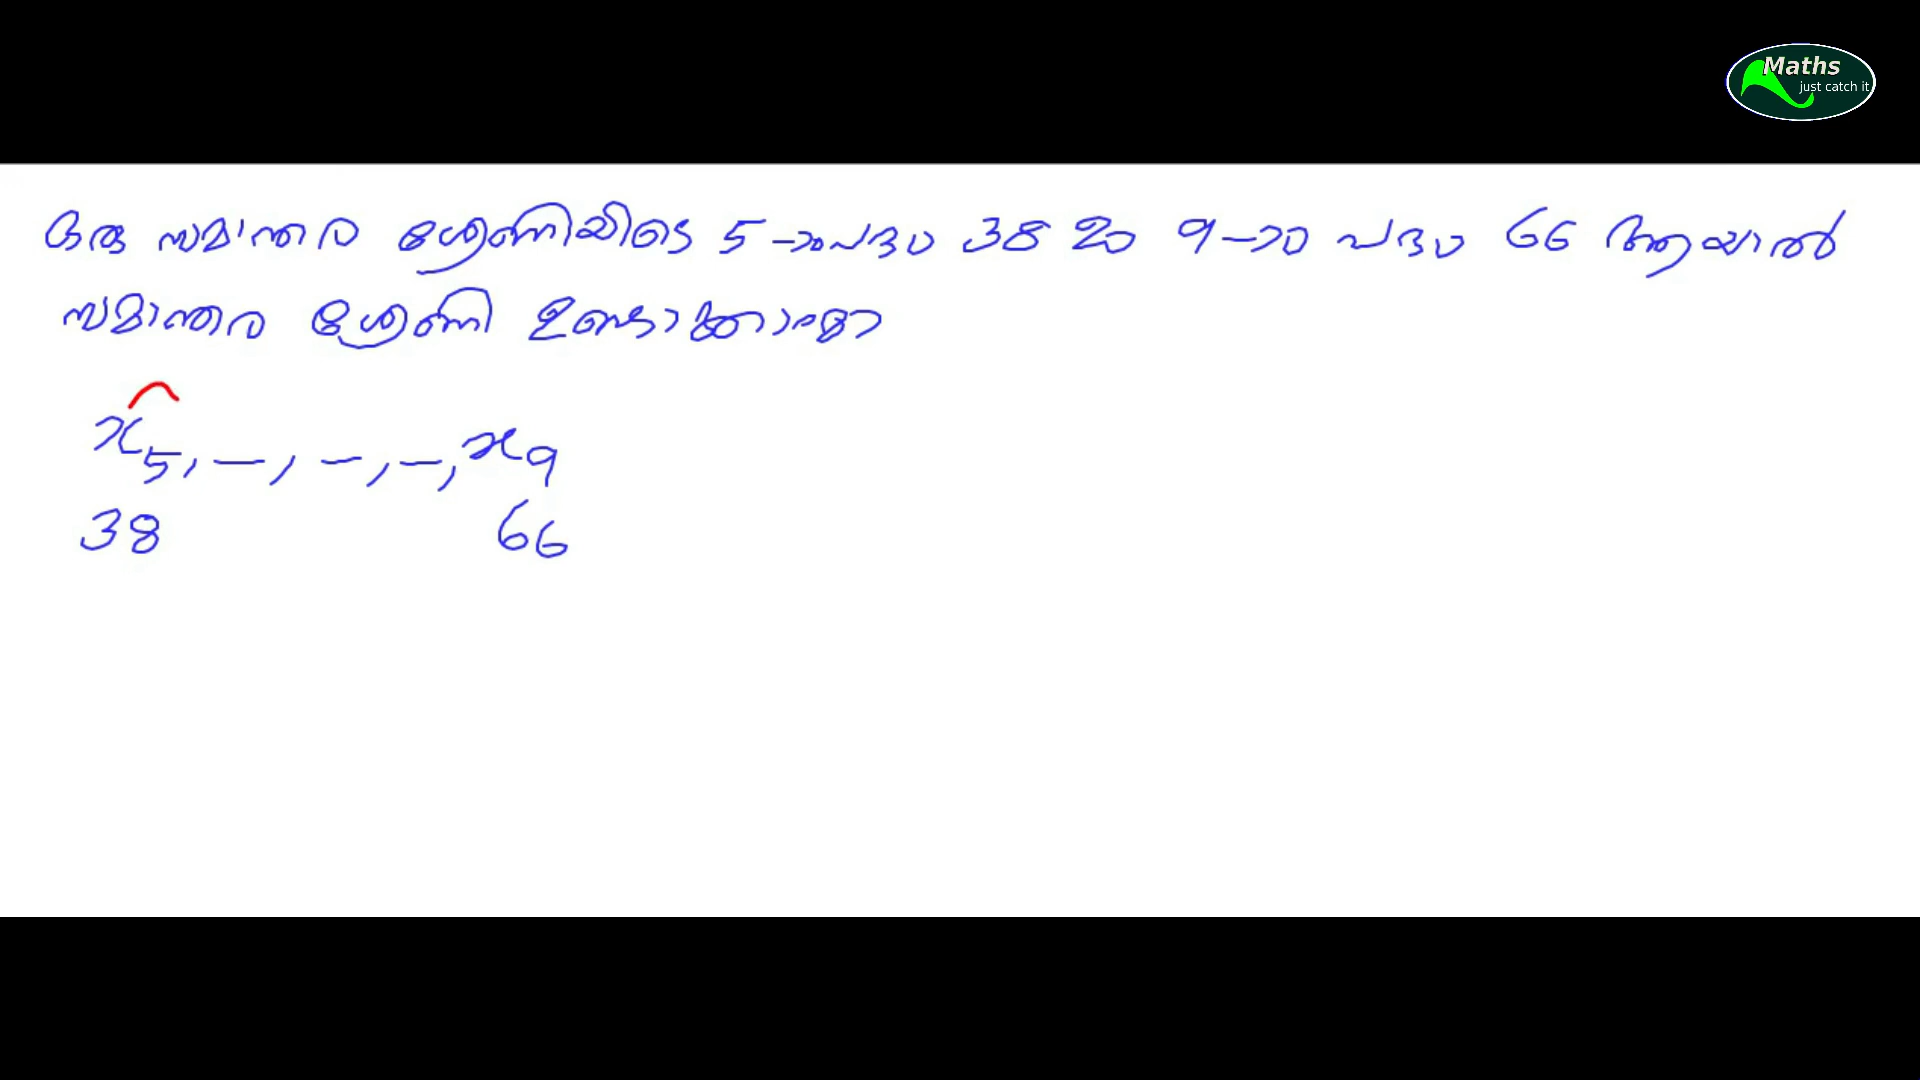 Maths
just catch it
ഒരു സമാന്തര ശ്രേണിയുടെ 5-ാം പദം 38 ഉം 9-ാം പദം 66 ആയാൽ
സമാന്തര ശ്രേണി ഉണ്ടാക്കാമോ
x₅, –, –, –, x₉
38 66